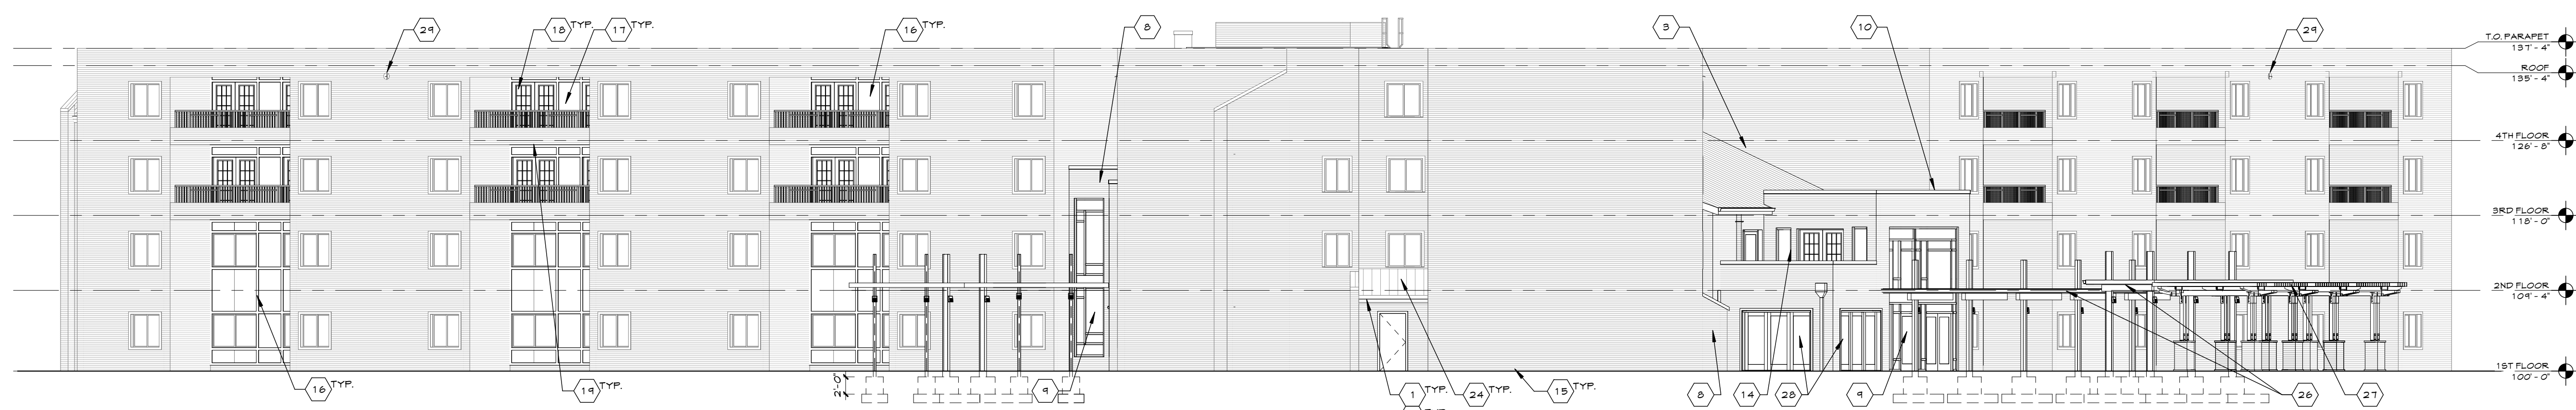 29
18 TYP.
17 TYP.
16 TYP.
8
3
10
29
T.O. PARAPET
137' - 4"
ROOF
135' - 4"
4TH FLOOR
126' - 8"
3RD FLOOR
118' - 0"
2ND FLOOR
109' - 4"
1ST FLOOR
100' - 0"
2'-0"
16 TYP.
19 TYP.
9
1 TYP.
24 TYP.
15 TYP.
8
14
28
9
26
27